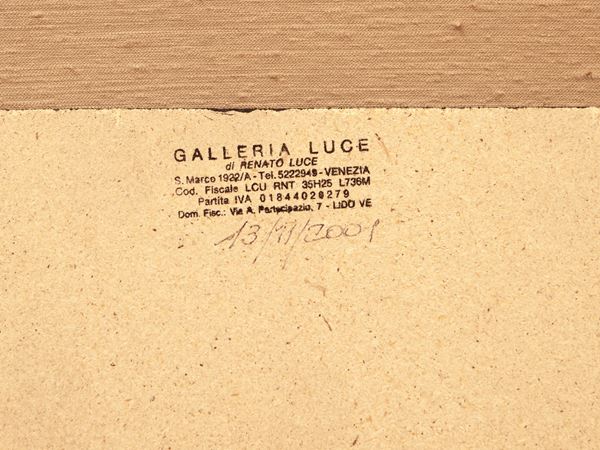 GALLERIA LUCE
di RENATO LUCE
S. Marco 1922/A - Tel. 5222949 - VENEZIA
Cod. Fiscale LCU RNT 35H25 L736M
Partita IVA 01844020279
Dom. Fisc.: Via A. Partecipazio, 7 - LIDO VE
13/11/2001